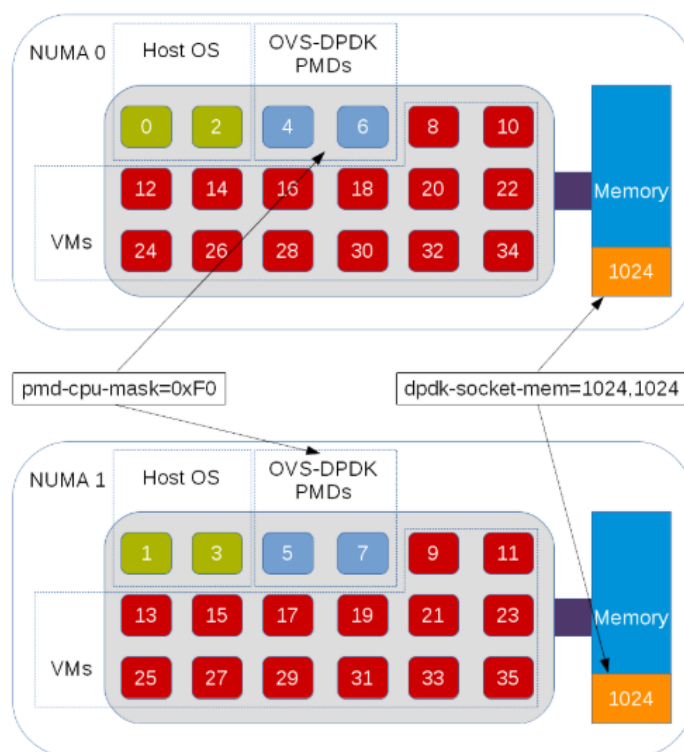 NUMA 0
Host OS
OVS-DPDK
PMDs
0 2 4 6 8 10
12 14 16 18 20 22
24 26 28 30 32 34
VMs
Memory
1024
pmd-cpu-mask=0xF0
dpdk-socket-mem=1024,1024
NUMA 1
Host OS
OVS-DPDK
PMDs
1 3 5 7 9 11
13 15 17 19 21 23
25 27 29 31 33 35
VMs
Memory
1024